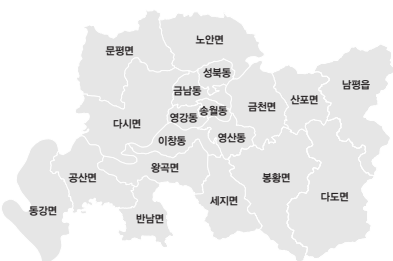 노안면
문평면
성북동
남평읍
금남동
산포면
금천면
송월동
영강동
다시면
영산동
이창동
왕곡면
공산면
봉황면
다도면
세지면
동강면
반남면